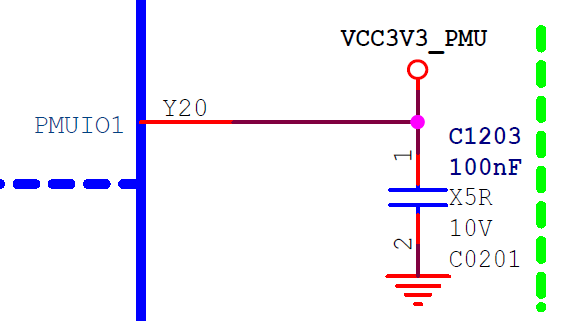 VCC3V3_PMU
Y20
PMUIO1
C1203
1
100nF
X5R
10V
2
C0201